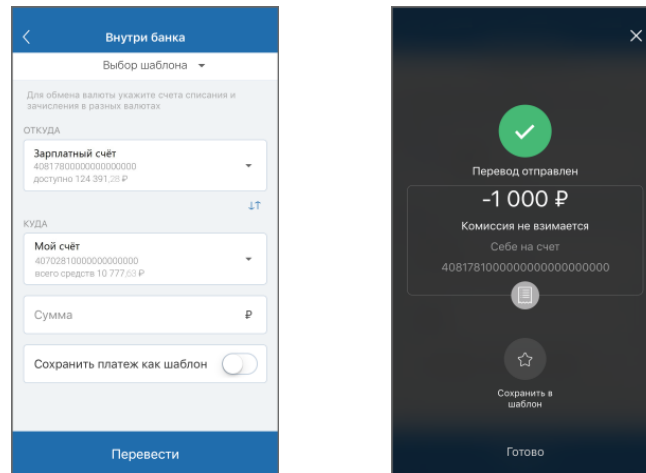 Внутри банка
Выбор шаблона
Для обмена валюты укажите счета списания и
зачисления в разных валютах
ОТКУДА
Зарплатный счёт
40817800000000000000
доступно 124 391,28 ₽
КУДА
Мой счёт
40702810000000000000
всего средств 10 777,63 ₽
Сумма ₽
Сохранить платеж как шаблон
Перевести
Перевод отправлен
-1 000 ₽
Комиссия не взимается
Себе на счет
4081781000000000000000000
Сохранить в
шаблон
Готово